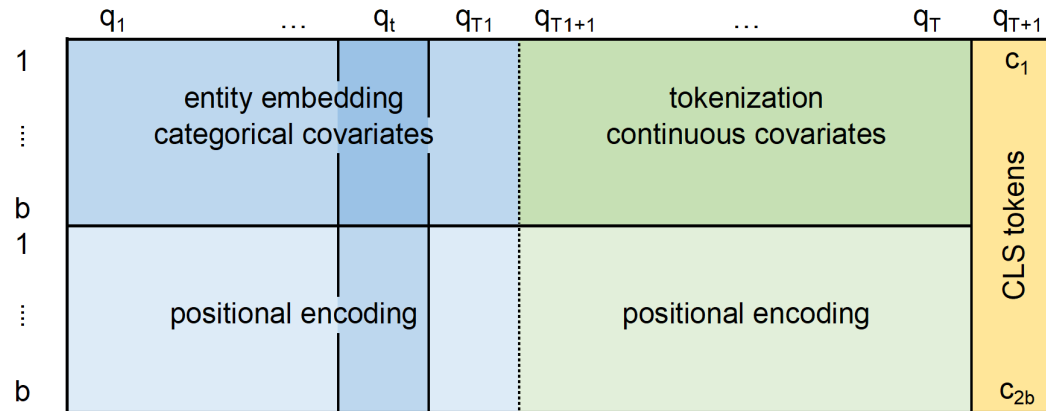 q1 … qt qT1 qT1+1 … qT qT+1
1 c1
entity embedding tokenization
categorical covariates continuous covariates
⋮
b
CLS tokens
1
⋮
positional encoding positional encoding
b c2b